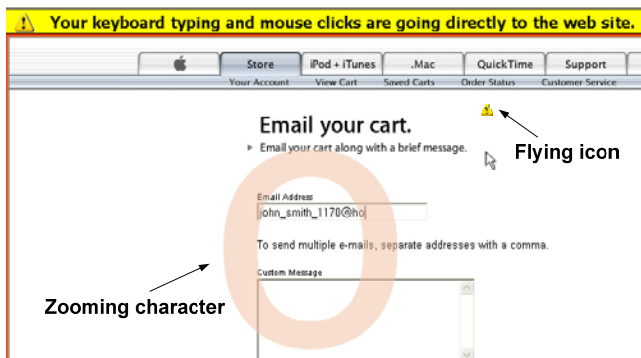 Your keyboard typing and mouse clicks are going directly to the web site.
Store iPod + iTunes .Mac QuickTime Support
Your Account View Cart Saved Carts Order Status Customer Service
Email your cart.
Email your cart along with a brief message.
Flying icon
Email Address
john_smith_1170@ho
To send multiple e-mails, separate addresses with a comma.
Custom Message
o
Zooming character